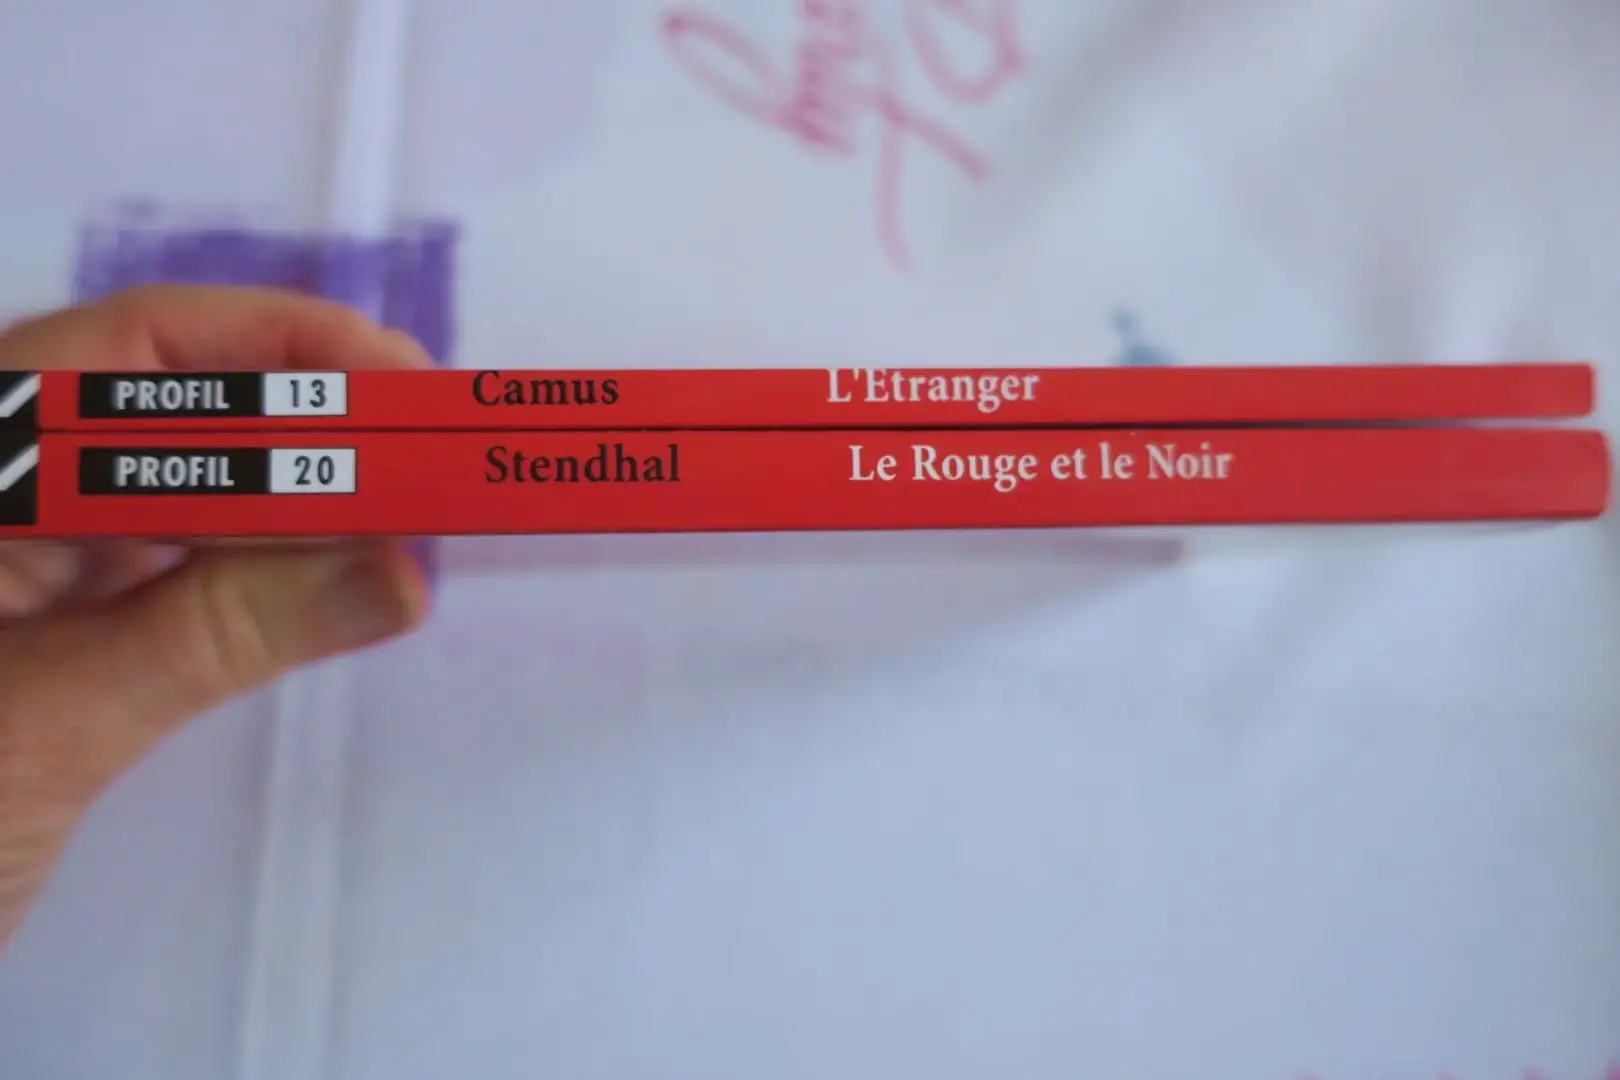 PROFIL 13 Camus L'Etranger
PROFIL 20 Stendhal Le Rouge et le Noir